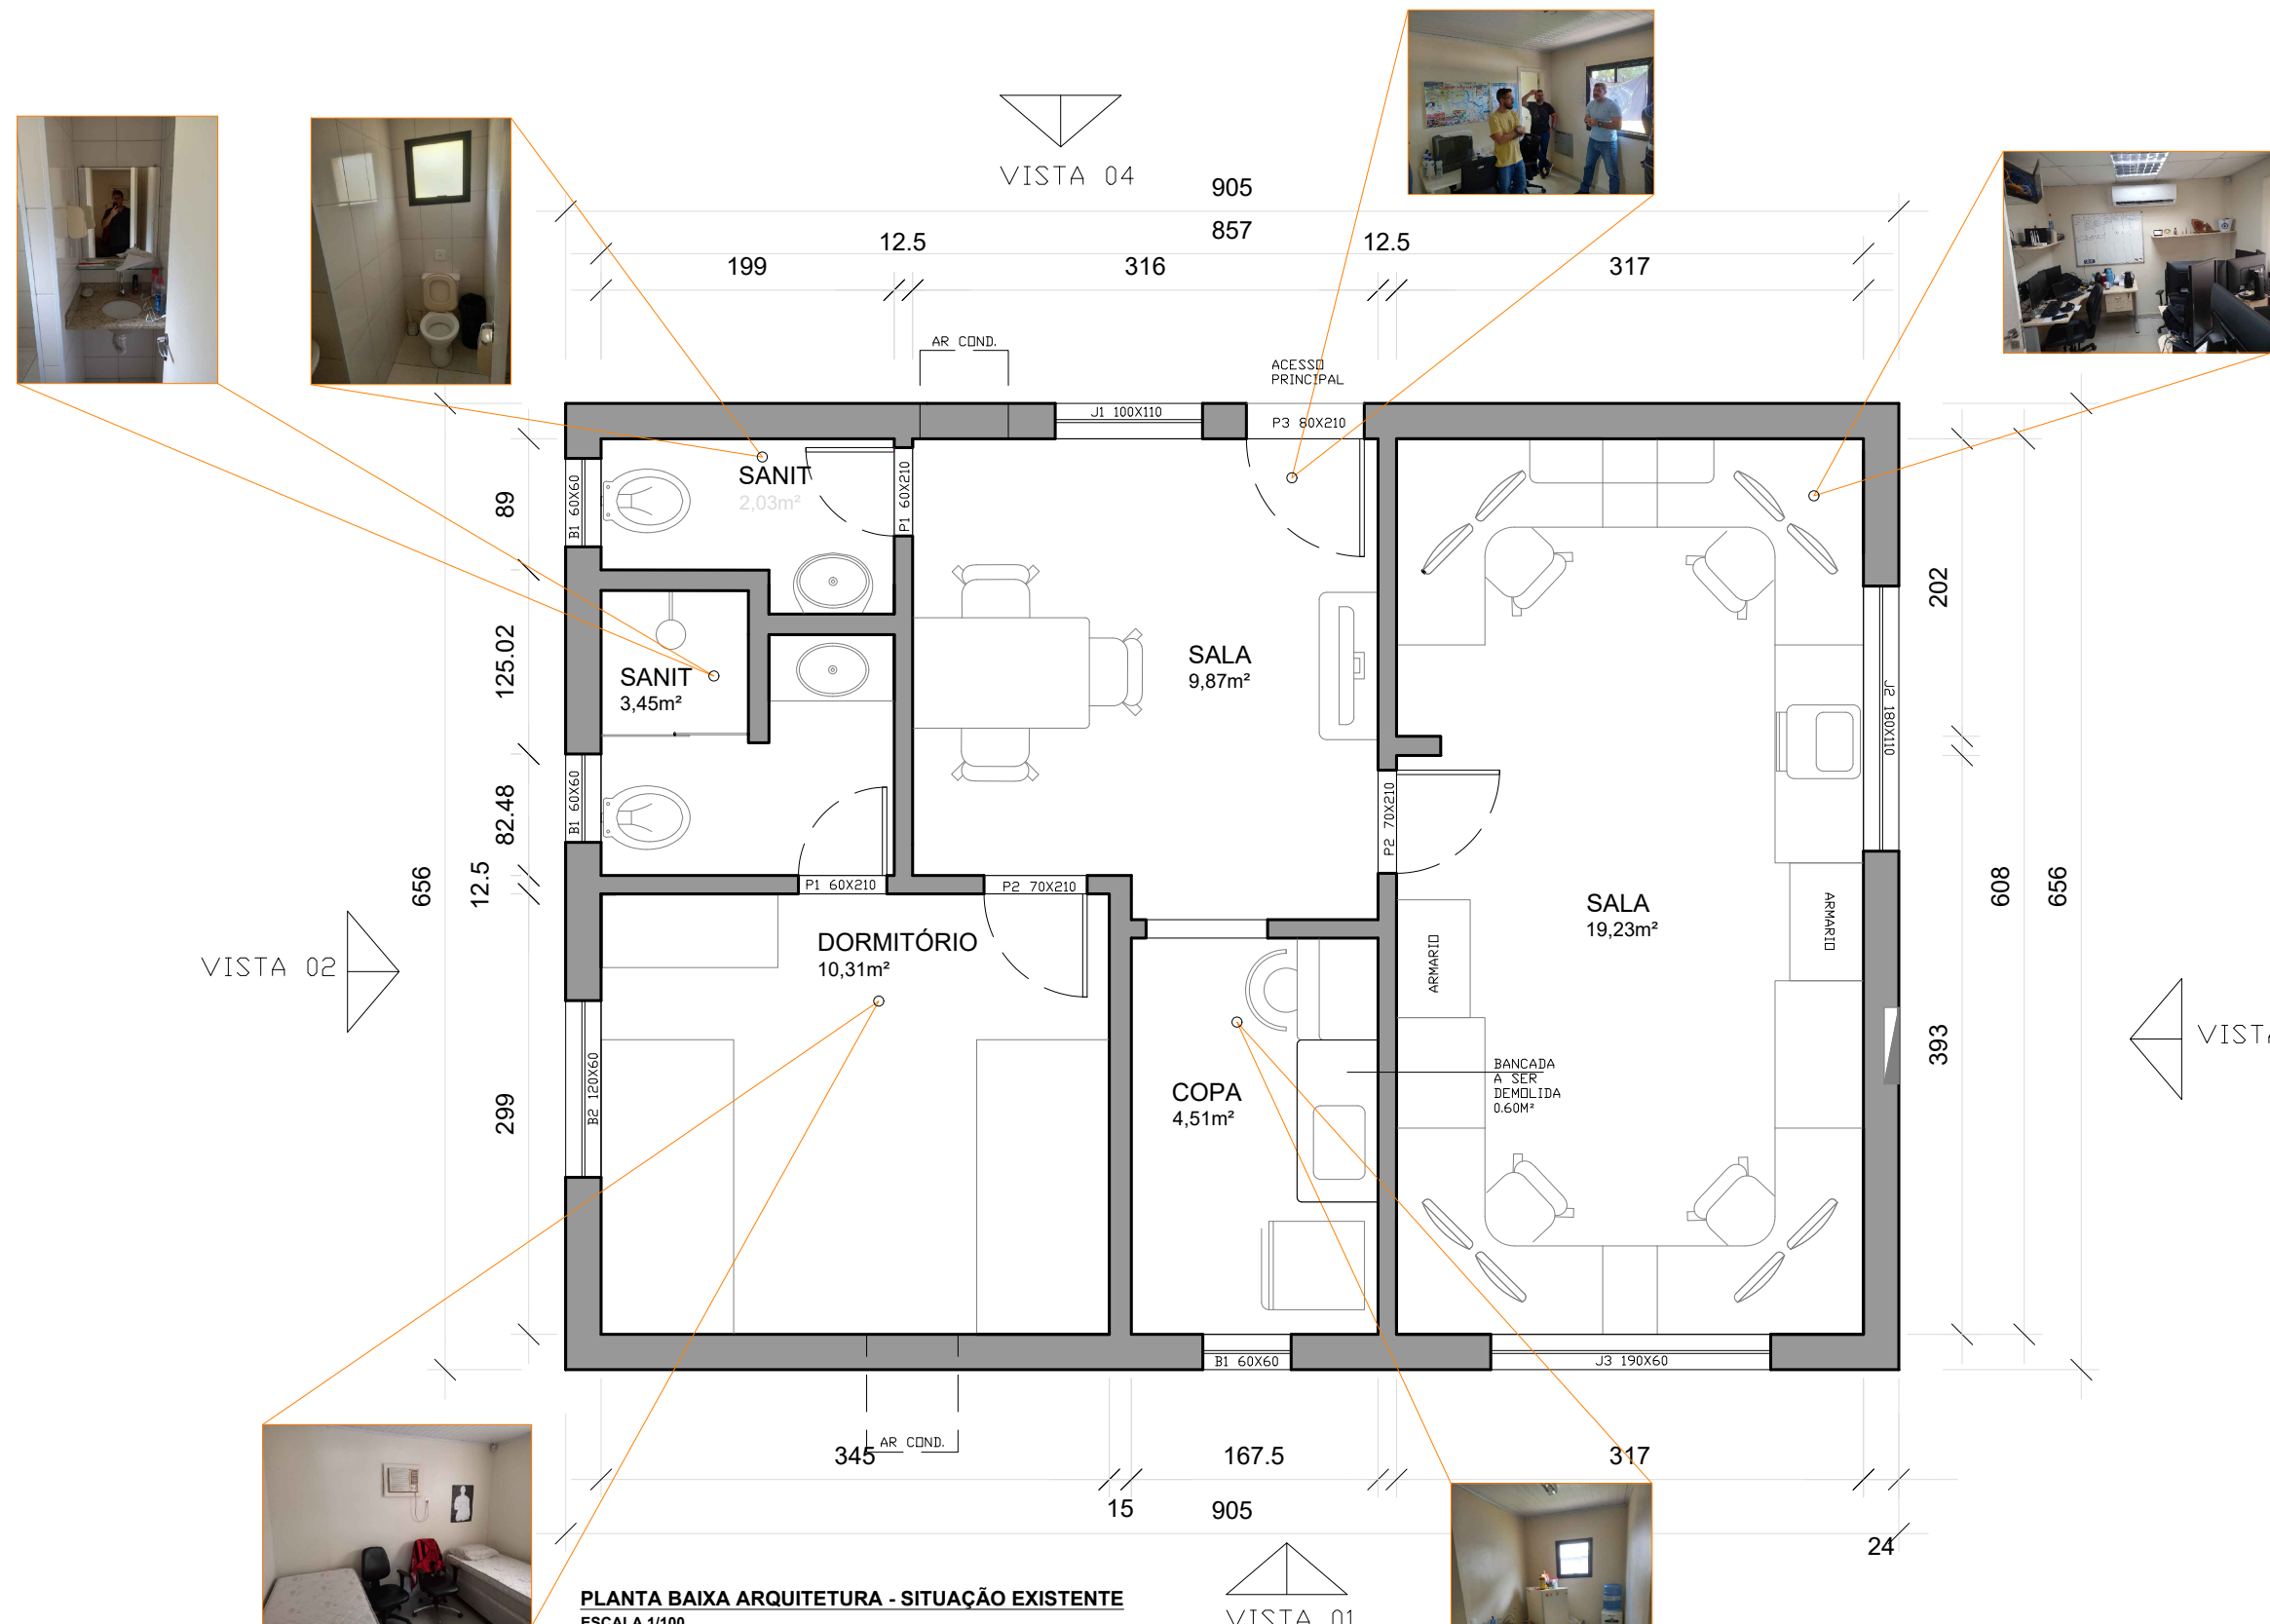 VISTA 04
905
857
12.5
12.5
199
316
317
AR COND.
ACESSO
PRINCIPAL
J1 100X110
P3 80X210
SANIT
2,03m²
B1 60X60
P1 60X210
89
202
125.02
SANIT
3,45m²
SALA
9,87m²
J2 180X110
B1 60X60
82.48
P2 70X210
12.5
656
P1 60X210
P2 70X210
608
656
SALA
19,23m²
ARMARIO
ARMARIO
DORMITÓRIO
10,31m²
VISTA 02
393
VIST
B2 120X60
299
COPA
4,51m²
BANCADA
A SER
DEMOLIDA
0.60M²
B1 60X60
J3 190X60
AR COND.
345
167.5
317
15
905
24
PLANTA BAIXA ARQUITETURA - SITUAÇÃO EXISTENTE
ESCALA 1/100
VISTA 01